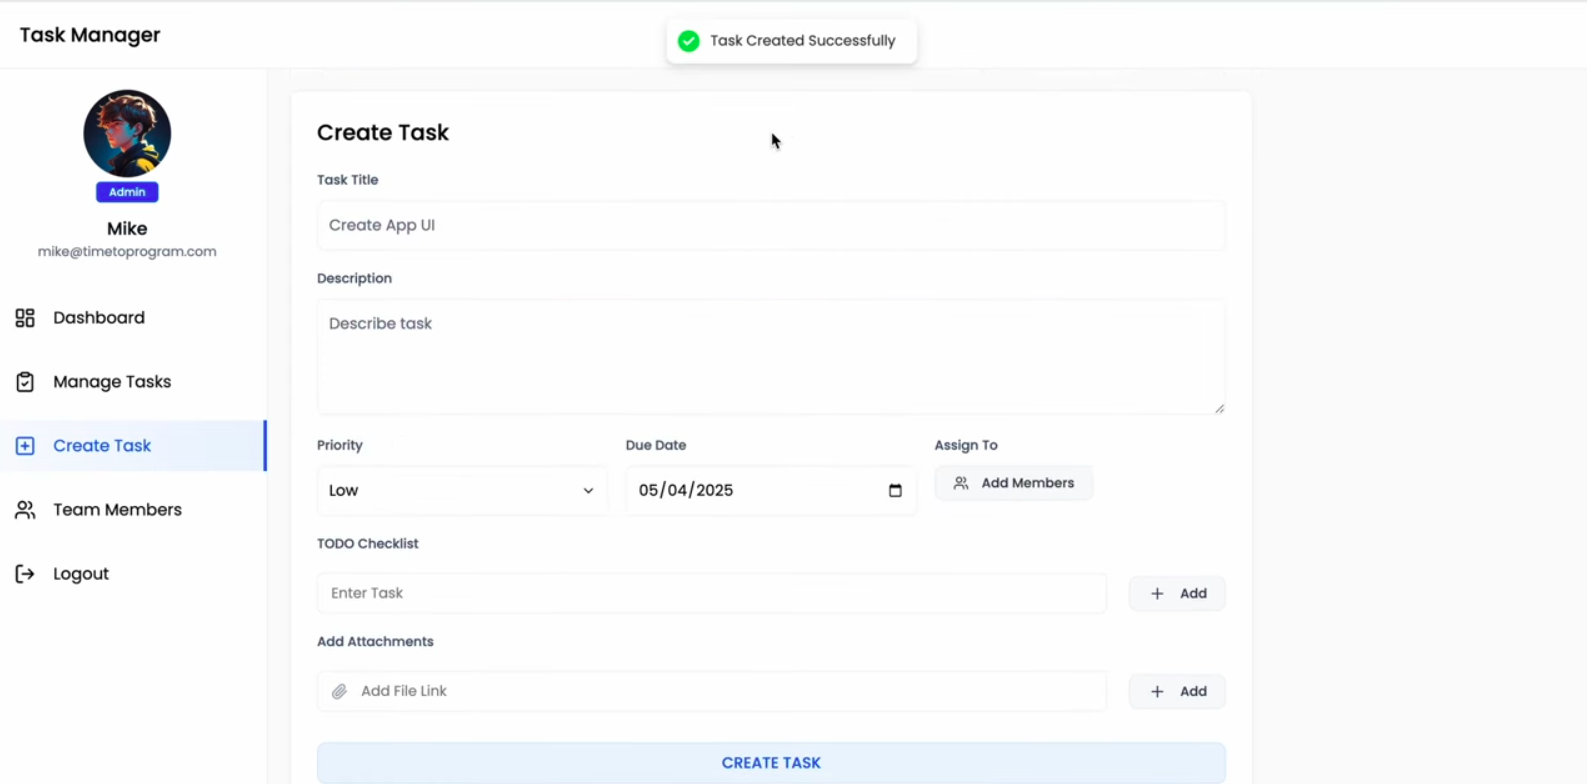 Task Manager
Task Created Successfully
Admin
Mike
mike@timetoprogram.com
Dashboard
Manage Tasks
Create Task
Team Members
Logout
Create Task
Task Title
Create App UI
Description
Describe task
Priority
Due Date
Assign To
Low
05/04/2025
Add Members
TODO Checklist
Enter Task
Add
Add Attachments
Add File Link
Add
CREATE TASK